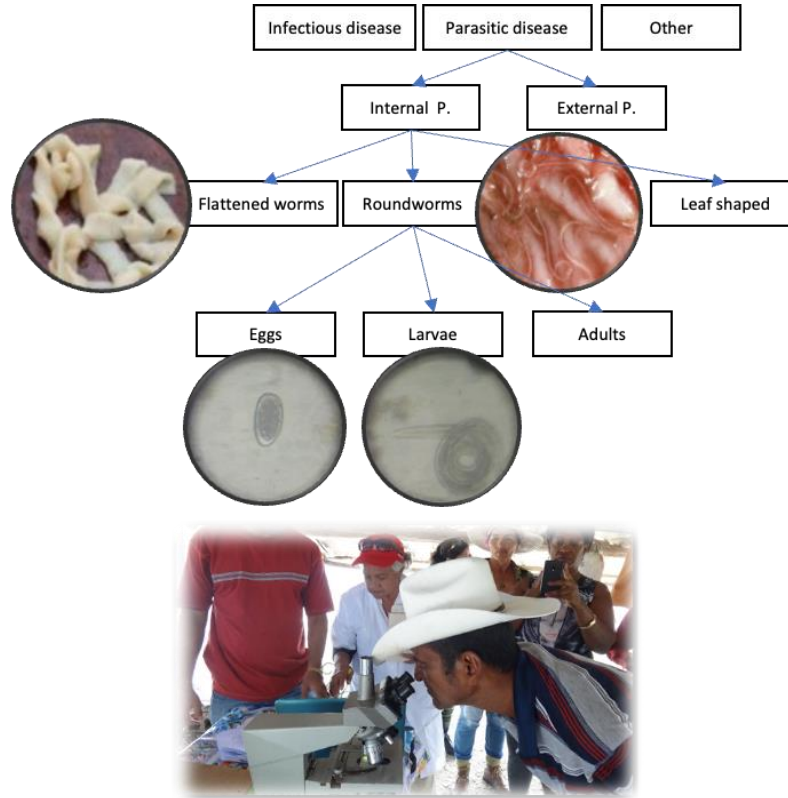 Infectious disease
Parasitic disease
Other
Internal  P.
External P.
Flattened worms
Roundworms
Leaf shaped
Eggs
Larvae
Adults